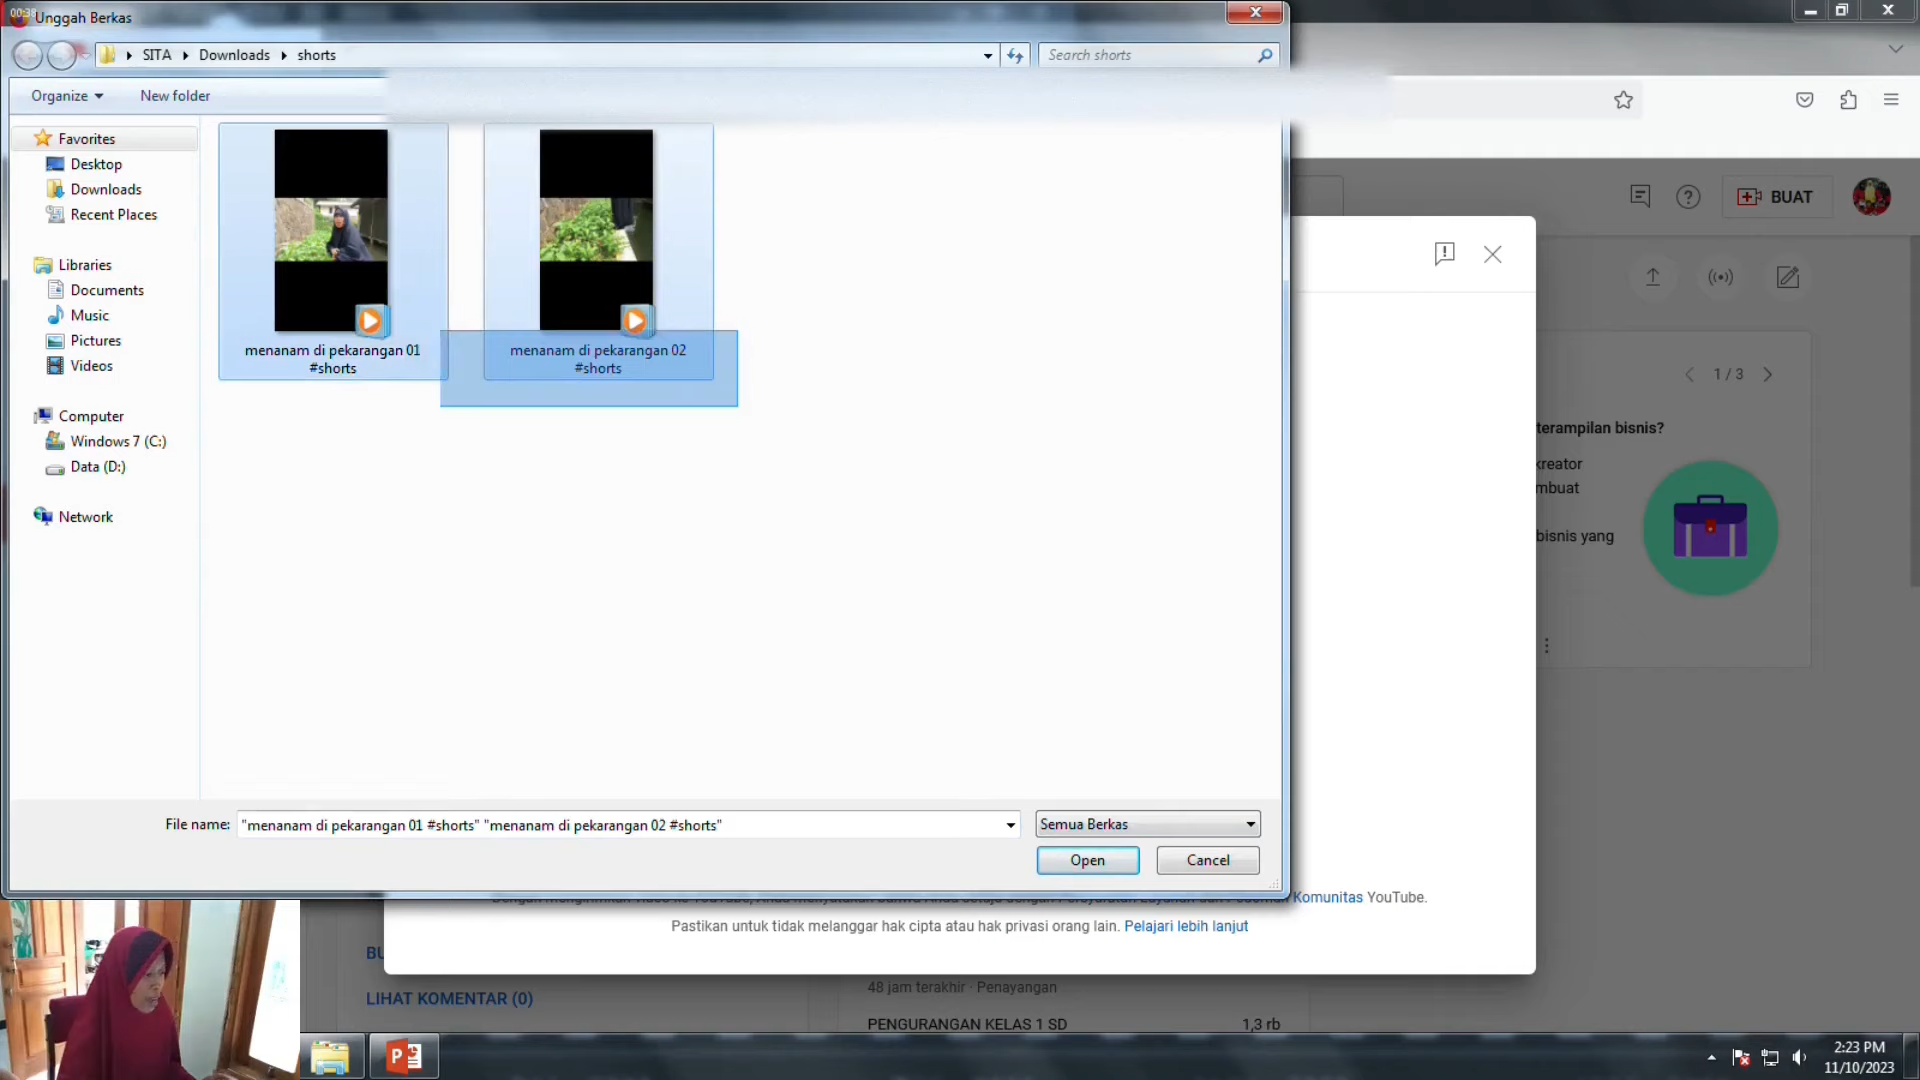 00:38
Unggah Berkas
SITA
Downloads
shorts
Search shorts
Organize
New folder
Favorites
Desktop
Downloads
Recent Places
Libraries
Documents
Music
Pictures
Videos
Computer
Windows 7 (C:)
Data (D:)
Network
menanam di pekarangan 01
#shorts
menanam di pekarangan 02
#shorts
File name:
"menanam di pekarangan 01 #shorts" "menanam di pekarangan 02 #shorts"
Semua Berkas
Open
Cancel
BUAT
1 / 3
terampilan bisnis?
kreator
mbuat
bisnis yang
Komunitas YouTube.
Pastikan untuk tidak melanggar hak cipta atau hak privasi orang lain. Pelajari lebih lanjut
BU
LIHAT KOMENTAR (0)
48 jam terakhir · Penayangan
PENGURANGAN KELAS 1 SD
1,3 rb
2:23 PM
11/10/2023